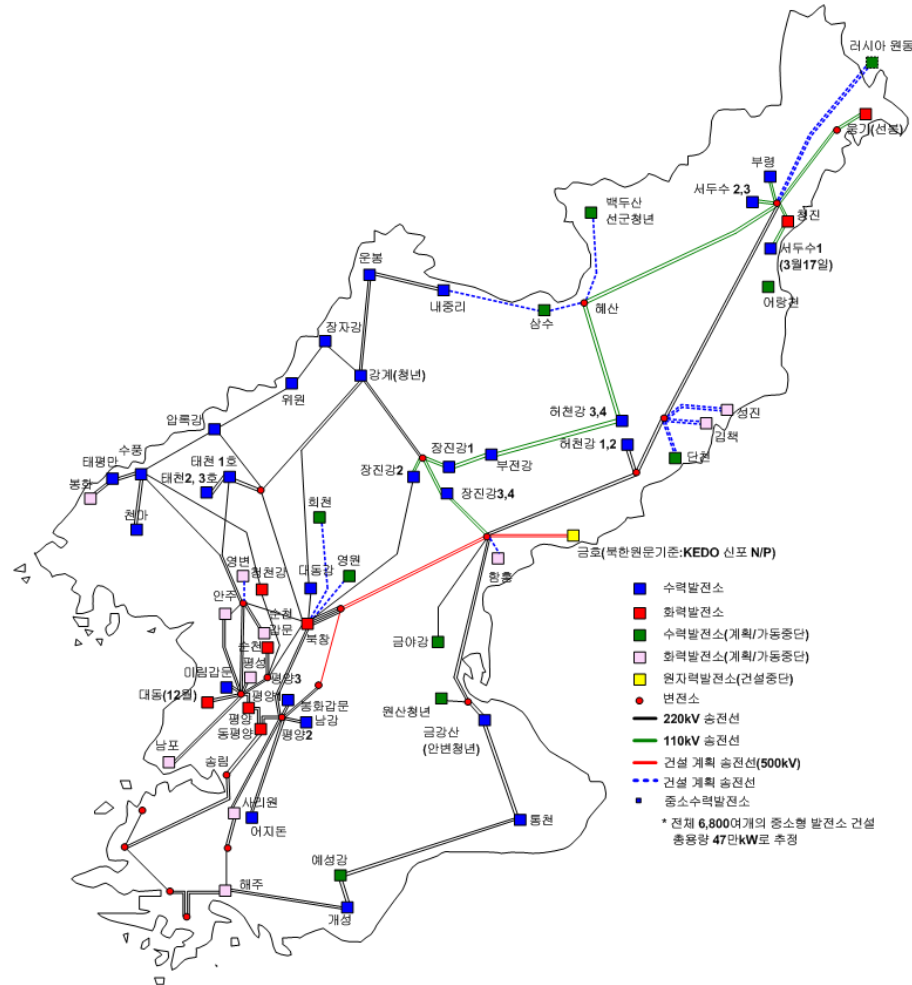 러시아 원동
웅기(선봉)
부령
서두수 2,3
청진
백두산
선군청년
서두수1
(3월17일)
운봉
어랑천
내중리
혜산
삼수
장자강
강계(청년)
위원
성진
허천강 3,4
김책
압록강
수풍
허천강 1,2
장진강1
단천
태평만
태천 1호
부전강
장진강2
봉화
태천2, 3호
장진강3,4
회천
천마
금호(북한원문기준:KEDO 신포 N/P)
영변
영원
청천강
대동강
함흥
안주
순천
갑문
북창
순천
금야강
평성
미림갑문
평양3
대동(12월)
평양1
봉화갑문
원산청년
평양
남강
금강산
(안변청년)
동평양
평양2
남포
송림
사리원
어지돈
통천
예성강
해주
개성
수력발전소
화력발전소
수력발전소(계획/가동중단)
화력발전소(계획/가동중단)
원자력발전소(건설중단)
변전소
220kV 송전선
110kV 송전선
건설 계획 송전선(500kV)
건설 계획 송전선
중소수력발전소
* 전체 6,800여개의 중소형 발전소 건설
총용량 47만kW로 추정